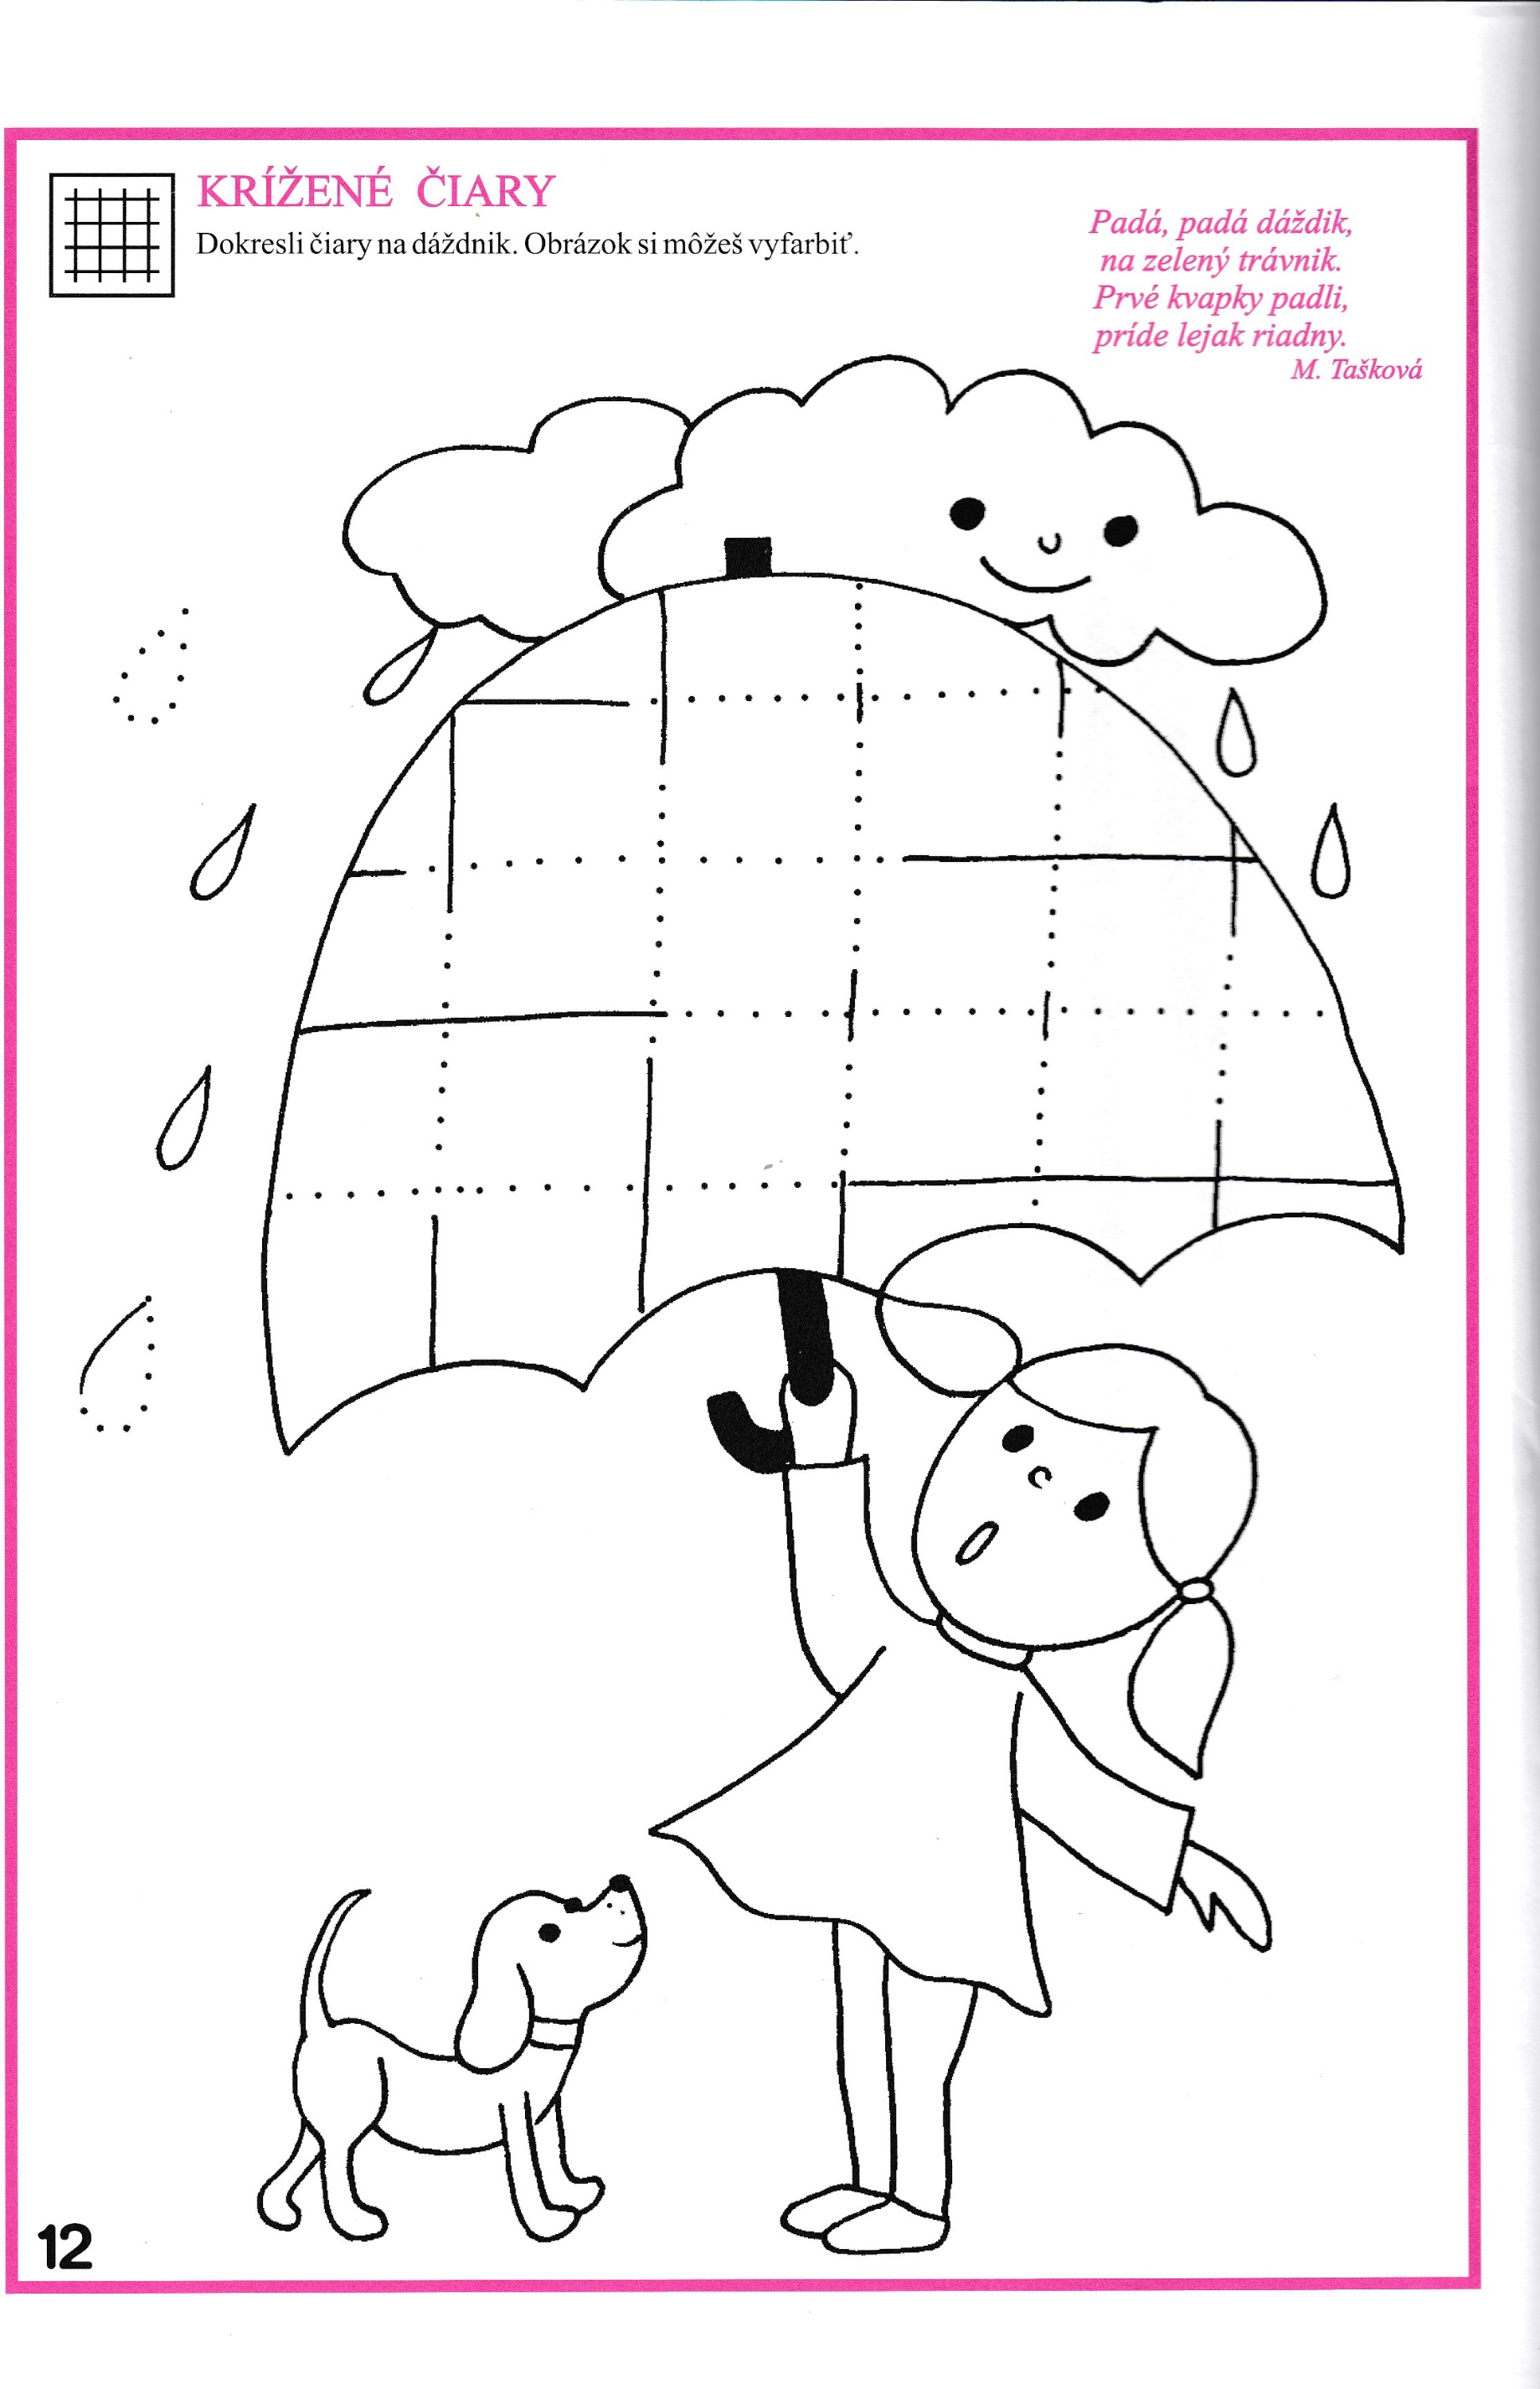 KRÍŽENÉ ČIARY
Dokresli čiary na dáždnik. Obrázok si môžeš vyfarbiť.
Padá, padá dáždik,
na zelený trávnik.
Prvé kvapky padli,
príde lejak riadny.
M. Tašková
12